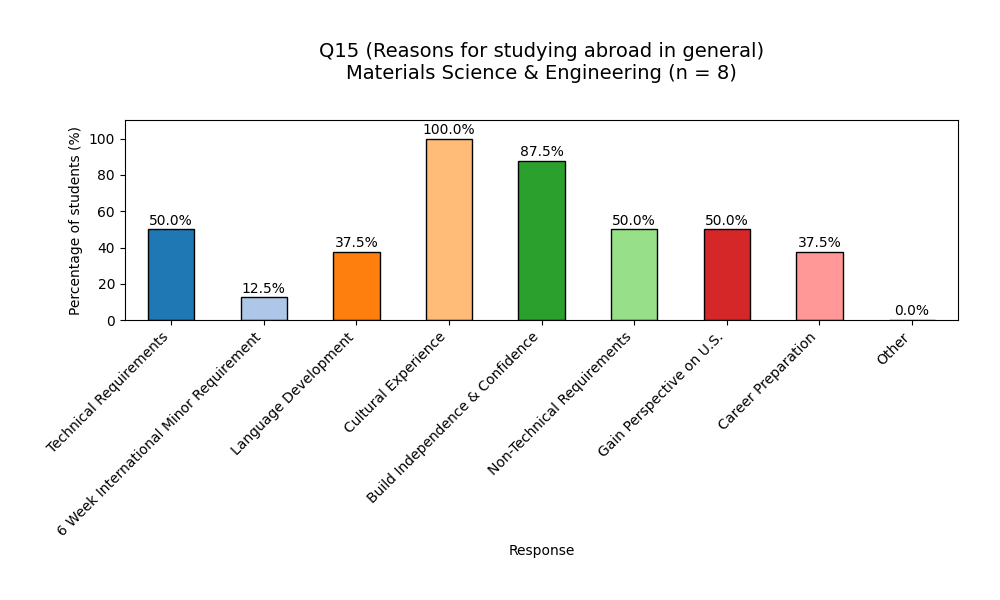 Q15 (Reasons for studying abroad in general)
Materials Science & Engineering (n = 8)
Percentage of students (%)
100
80
60
40
20
0
50.0%
12.5%
37.5%
100.0%
87.5%
50.0%
50.0%
37.5%
0.0%
Technical Requirements
6 Week International Minor Requirement
Language Development
Cultural Experience
Build Independence & Confidence
Non-Technical Requirements
Gain Perspective on U.S.
Career Preparation
Other
Response